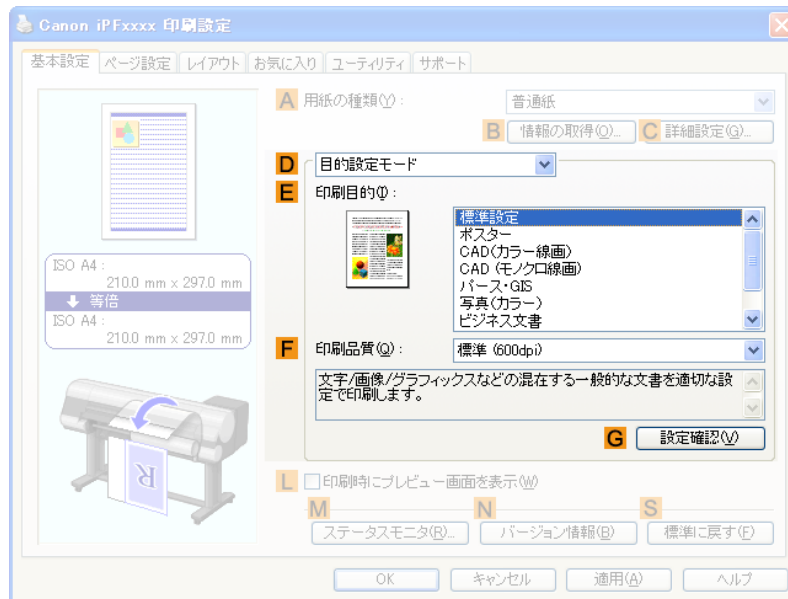 Canon iPFxxxx 印刷設定
基本設定 ページ設定 レイアウト お気に入り ユーティリティ サポート
A 用紙の種類(Y) : 普通紙
B 情報の取得(O)... C 詳細設定(G)...
D 目的設定モード
E 印刷目的(I) :
標準設定
ポスター
CAD(カラー線画)
CAD (モノクロ線画)
パース・GIS
写真(カラー)
ビジネス文書
ISO A4 :
210.0 mm x 297.0 mm
等倍
ISO A4 :
210.0 mm x 297.0 mm
F 印刷品質(Q) : 標準 (600dpi)
文字/画像/グラフィックスなどの混在する一般的な文書を適切な設
定で印刷します。
G 設定確認(V)
R
L 印刷時にプレビュー画面を表示(W)
M N S
ステータスモニタ(R)... バージョン情報(B) 標準に戻す(F)
OK キャンセル 適用(A) ヘルプ